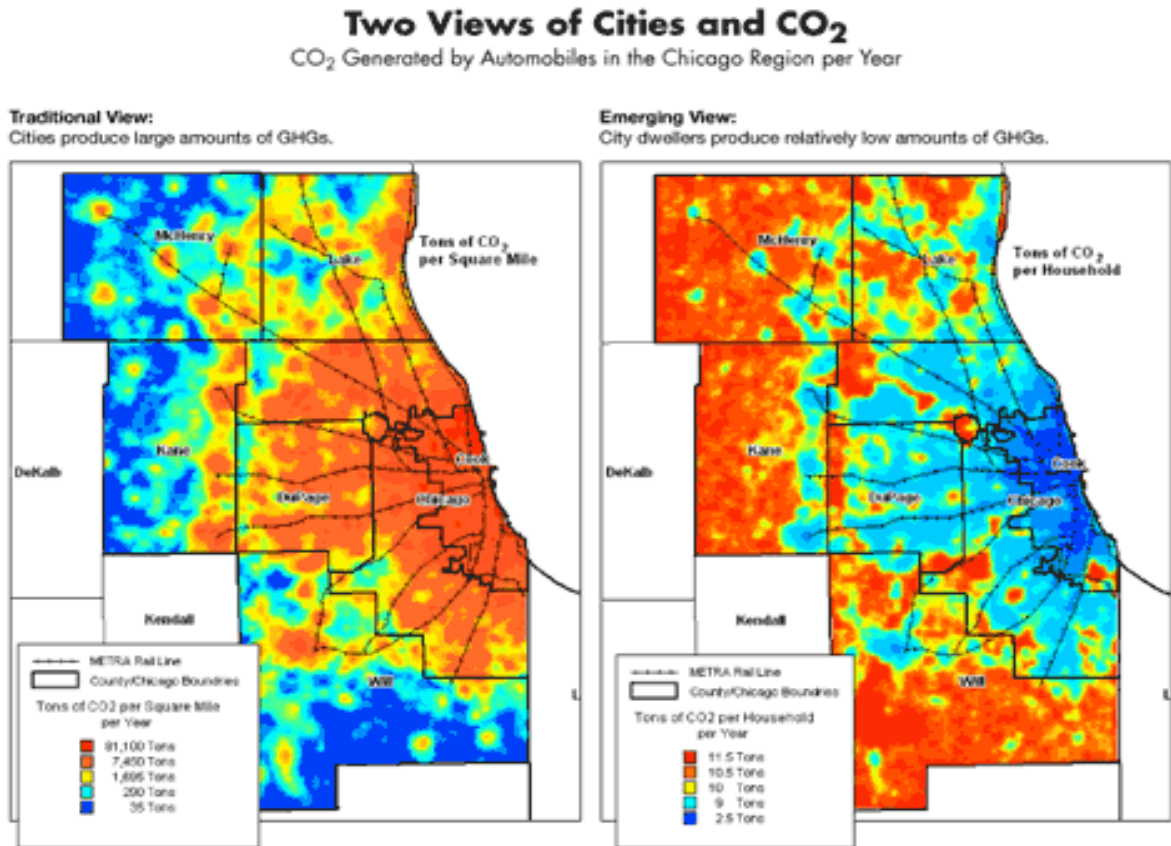 Two Views of Cities and CO₂
CO₂ Generated by Automobiles in the Chicago Region per Year
Traditional View:
Cities produce large amounts of GHGs.
McHenry
Lake
Tons of CO₂
per Square Mile
DeKalb
Kane
Cook
DuPage
Chicago
Kendall
Will
METRA Rail Line
County/Chicago Boundries
Tons of CO2 per Square Mile
per Year
81,100 Tons
7,450 Tons
1,695 Tons
290 Tons
35 Tons
L
Emerging View:
City dwellers produce relatively low amounts of GHGs.
McHenry
Lake
Tons of CO₂
per Household
DeKalb
Kane
Cook
DuPage
Chicago
Kendall
Will
METRA Rail Line
County/Chicago Boundries
Tons of CO2 per Household
per Year
11.5 Tons
10.5 Tons
10 Tons
9 Tons
2.5 Tons
L